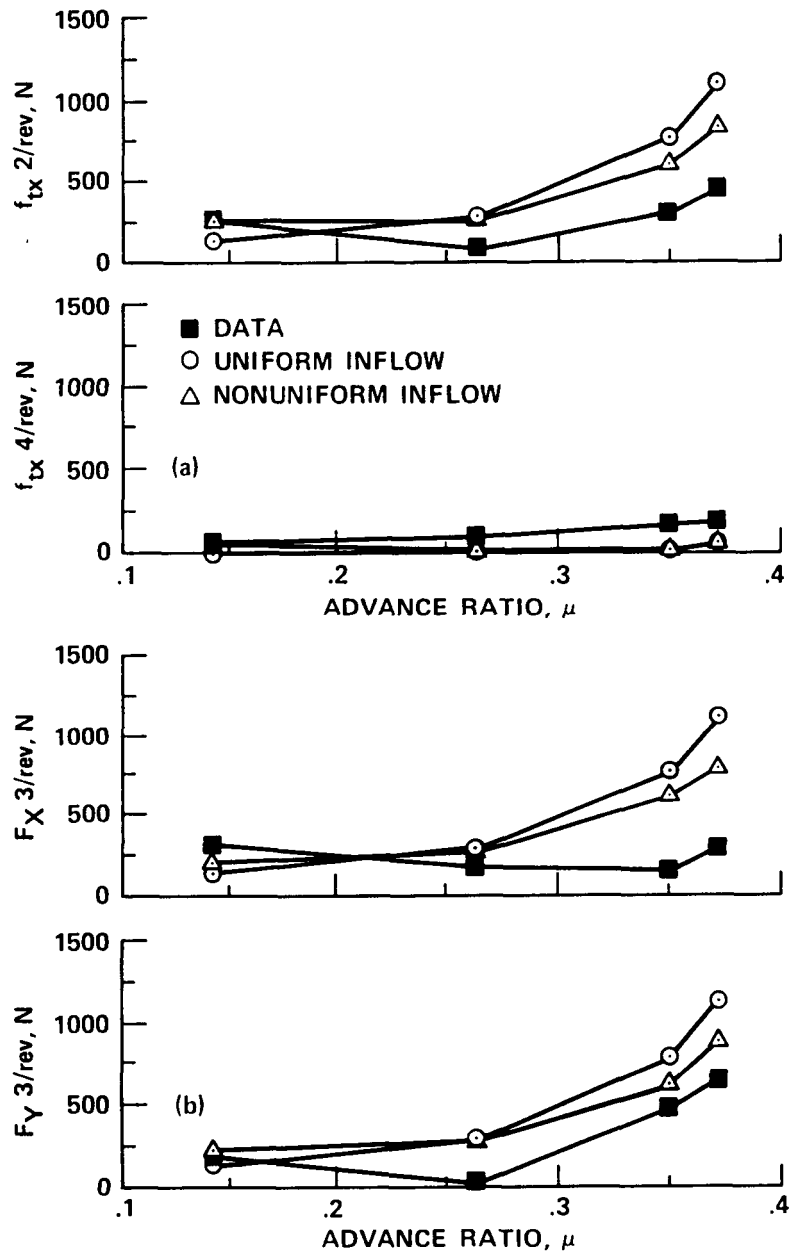 1500
1000
500
0
f_tx 2/rev, N
1500
1000
500
0
f_tx 4/rev, N
■ DATA
○ UNIFORM INFLOW
△ NONUNIFORM INFLOW
(a)
.1 .2 .3 .4
ADVANCE RATIO, μ
1500
1000
500
0
F_X 3/rev, N
1500
1000
500
0
F_Y 3/rev, N
(b)
.1 .2 .3 .4
ADVANCE RATIO, μ